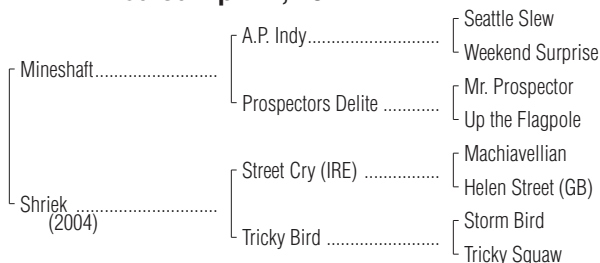 Seattle Slew
A.P. Indy
Weekend Surprise
Mineshaft
Mr. Prospector
Prospectors Delite
Up the Flagpole
Machiavellian
Street Cry (IRE)
Helen Street (GB)
Shriek
(2004)
Storm Bird
Tricky Bird
Tricky Squaw